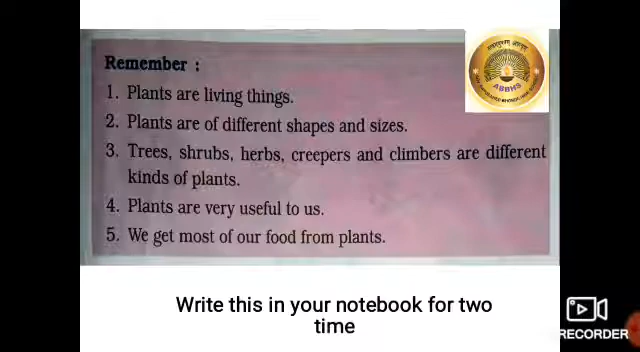 Remember :
1. Plants are living things.
2. Plants are of different shapes and sizes.
3. Trees, shrubs, herbs, creepers and climbers are different
kinds of plants.
4. Plants are very useful to us.
5. We get most of our food from plants.
ABBHS
Write this in your notebook for two
time
RECORDER